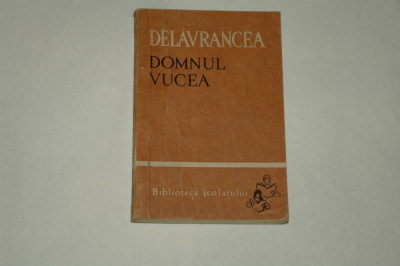 DELAVRANCEA
DOMNUL
VUCEA
Biblioteca școlarului